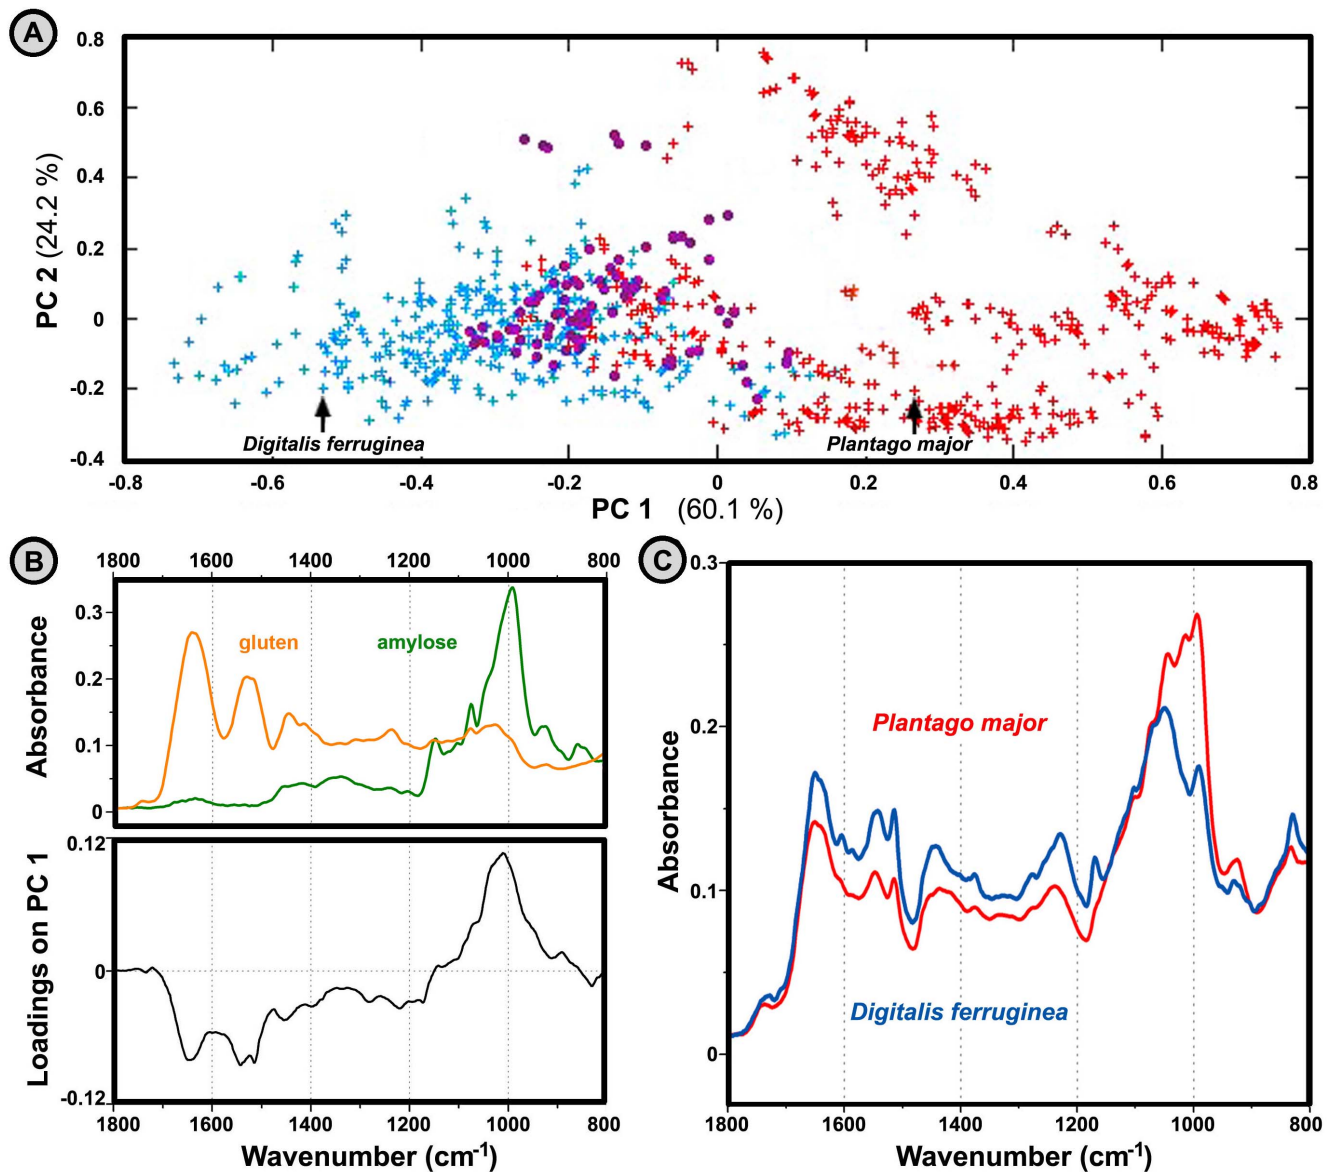 A
0.8
0.6
0.4
0.2
0
-0.2
-0.4
PC 2 (24.2 %)
Digitalis ferruginea
Plantago major
-0.8 -0.6 -0.4 -0.2 0 0.2 0.4 0.6 0.8
PC 1 (60.1 %)
B
1800 1600 1400 1200 1000 800
Absorbance
0.3
0.2
0.1
0
gluten
amylose
Loadings on PC 1
0.12
0
-0.12
1800 1600 1400 1200 1000 800
Wavenumber (cm-1)
C
Absorbance
0.3
0.2
0.1
0
Plantago major
Digitalis ferruginea
1800 1600 1400 1200 1000 800
Wavenumber (cm-1)